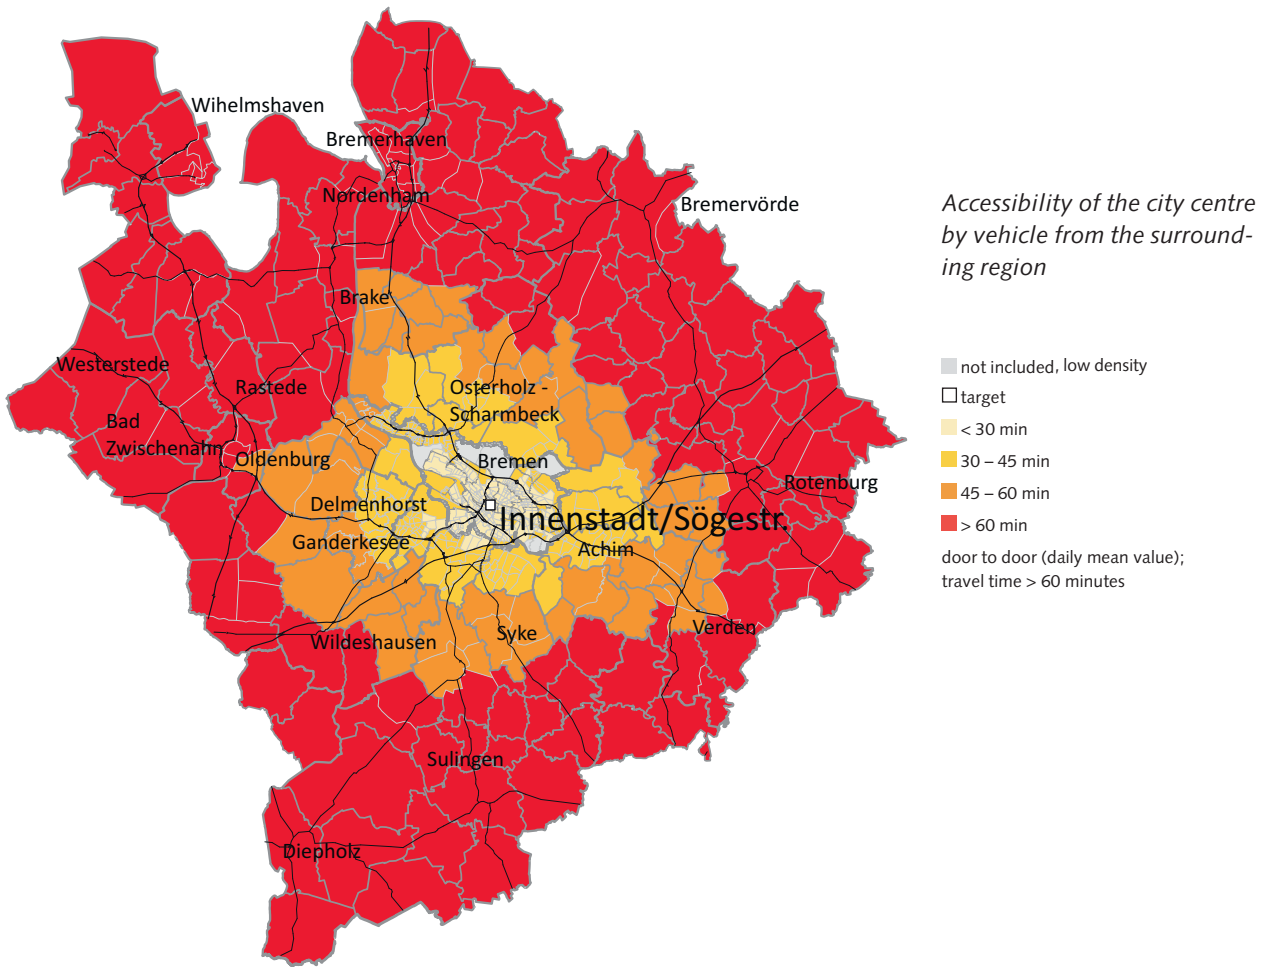 Wihelmshaven
Bremerhaven
Nordenham
Bremervörde
Brake
Westerstede
Rastede
Osterholz -
Scharmbeck
Bad
Zwischenahn
Oldenburg
Bremen
Rotenburg
Delmenhorst
Innenstadt/Sögestr.
Ganderkesee
Achim
Verden
Wildeshausen
Syke
Sulingen
Diepholz
Accessibility of the city centre
by vehicle from the surround-
ing region
not included, low density
target
< 30 min
30 – 45 min
45 – 60 min
> 60 min
door to door (daily mean value);
travel time > 60 minutes